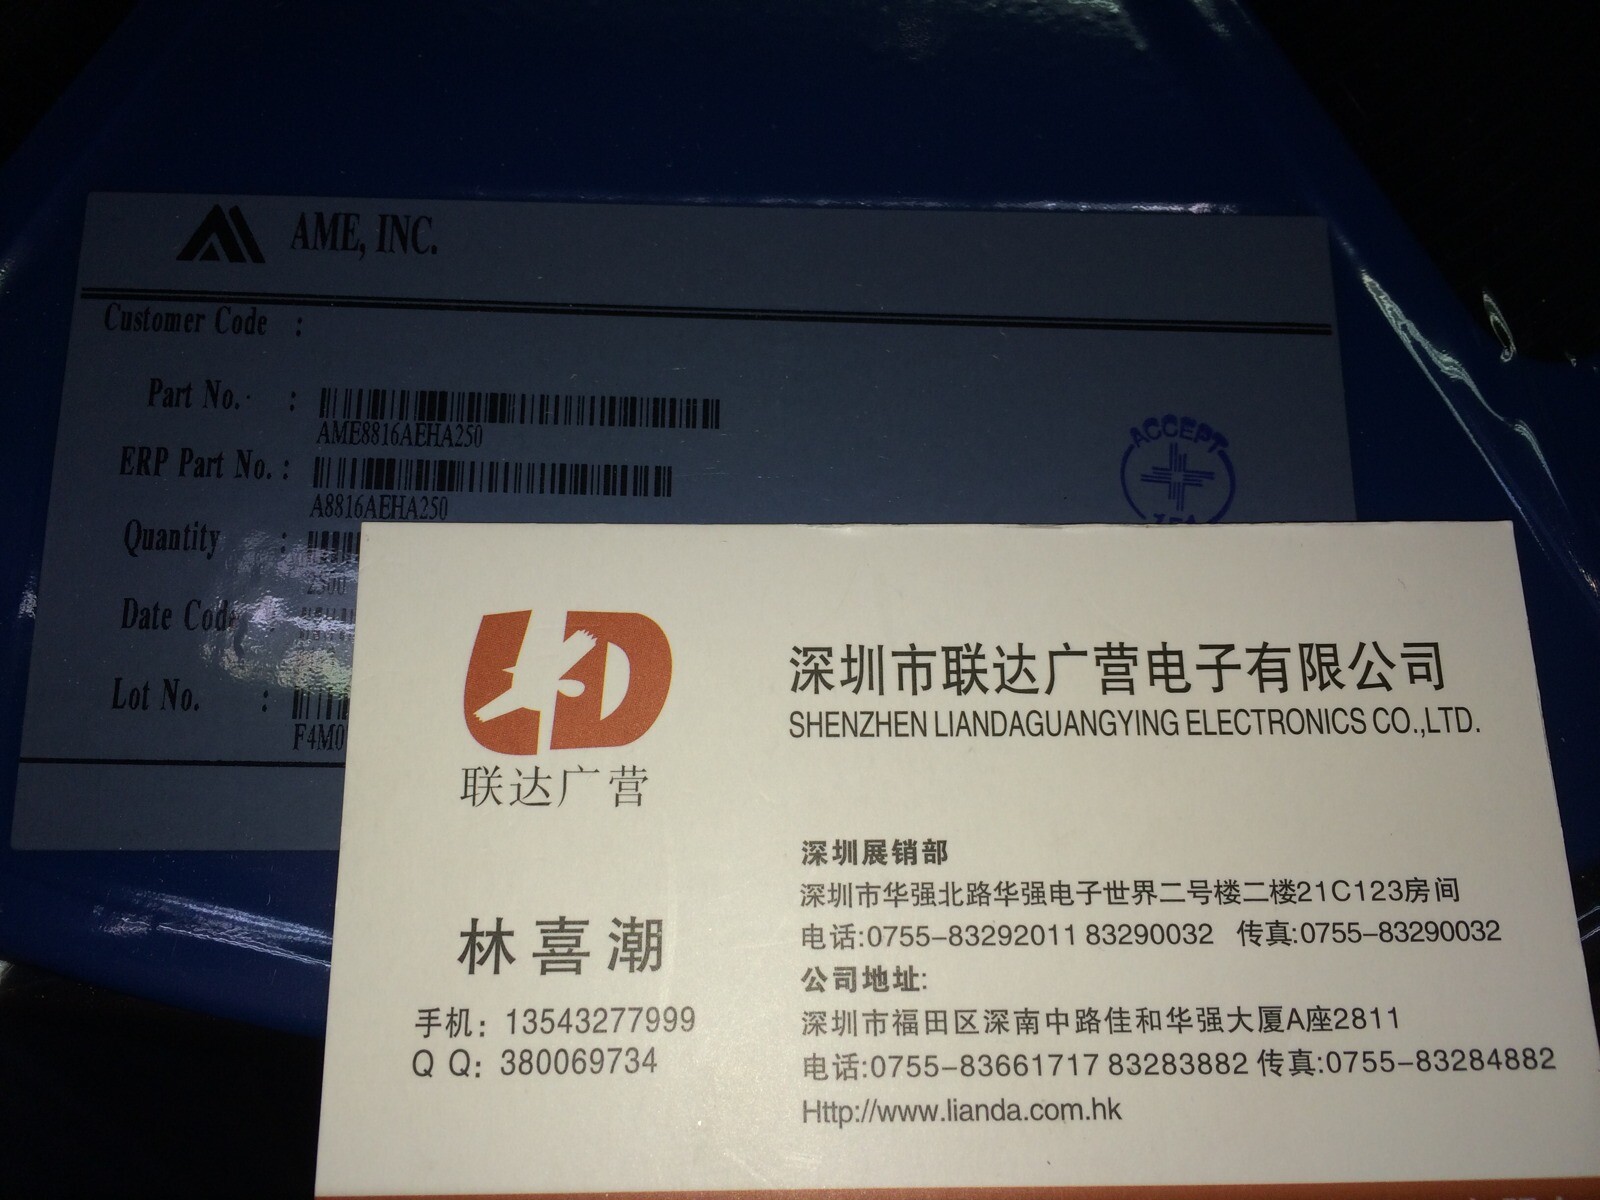 AME, INC.
Customer Code :
Part No. :
AME8816AEHA250
ERP Part No. :
A8816AEHA250
Quantity :
2500
Date Code :
Lot No. :
F4M0
ACCEPT
联达广营
深圳市联达广营电子有限公司
SHENZHEN LIANDAGUANGYING ELECTRONICS CO.,LTD.
林喜潮
手机：13543277999
Q Q：380069734
深圳展销部
深圳市华强北路华强电子世界二号楼二楼21C123房间
电话:0755-83292011 83290032 传真:0755-83290032
公司地址:
深圳市福田区深南中路佳和华强大厦A座2811
电话:0755-83661717 83283882 传真:0755-83284882
Http://www.lianda.com.hk